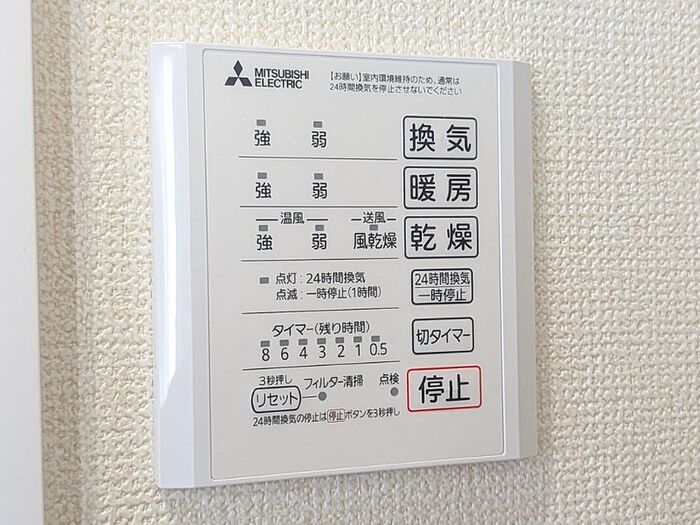 MITSUBISHI
ELECTRIC
【お願い】室内環境維持のため、通常は
24時間換気を停止させないでください
強 弱 換気
強 弱 暖房
温風 送風
強 弱 風乾燥 乾燥
点灯:24時間換気
点滅:一時停止(1時間)
24時間換気
一時停止
タイマー(残り時間)
8 6 4 3 2 1 0.5
切タイマー
3秒押し
リセット フィルター清掃 点検
停止
24時間換気の停止は停止ボタンを3秒押し